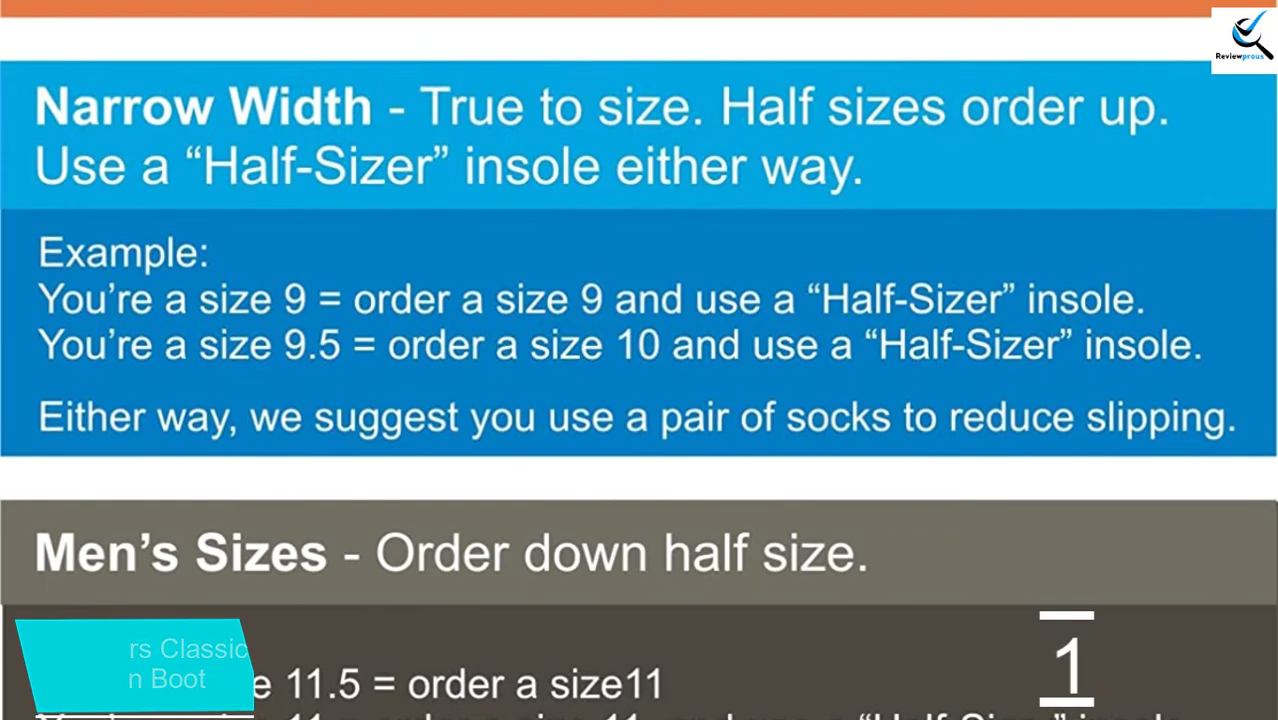 Reviewprous
Narrow Width - True to size. Half sizes order up.
Use a “Half-Sizer” insole either way.
Example:
You’re a size 9 = order a size 9 and use a “Half-Sizer” insole.
You’re a size 9.5 = order a size 10 and use a “Half-Sizer” insole.
Either way, we suggest you use a pair of socks to reduce slipping.
Men’s Sizes - Order down half size.
rs Classic
n Boot
e 11.5 = order a size11
1